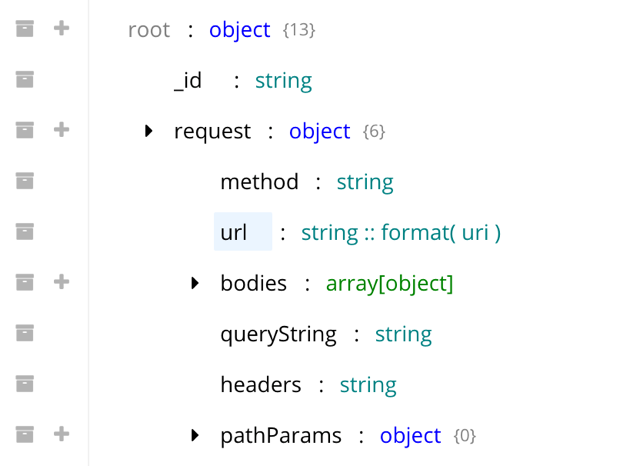 root : object {13}
_id : string
request : object {6}
method : string
url : string :: format( uri )
bodies : array[object]
queryString : string
headers : string
pathParams : object {0}